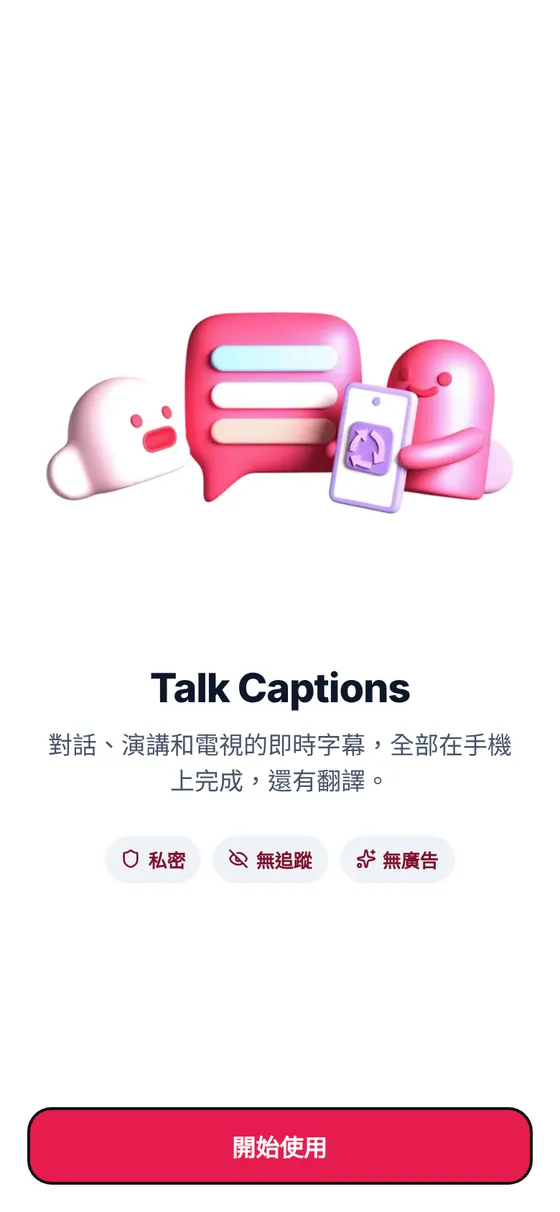 Talk Captions
對話、演講和電視的即時字幕，全部在手機
上完成，還有翻譯。
私密
無追蹤
無廣告
開始使用